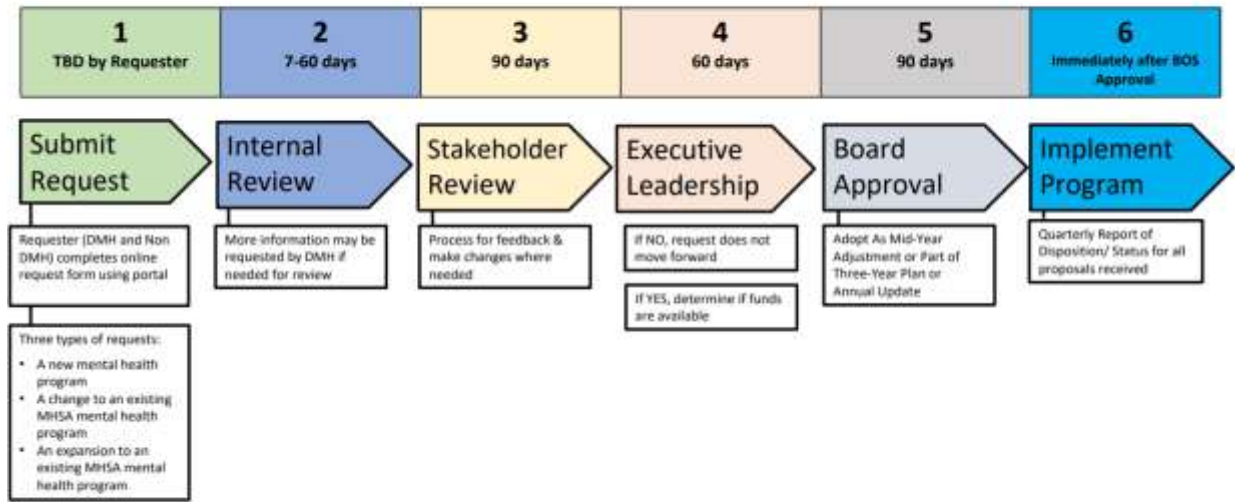 1
TBD by Requester
2
7-60 days
3
90 days
4
60 days
5
90 days
6
Immediately after BOS
Approval
Submit
Request
Internal
Review
Stakeholder
Review
Executive
Leadership
Board
Approval
Implement
Program
Requester (DMH and Non
DMH) completes online
request form using portal
More information may be
requested by DMH if
needed for review
Process for feedback &
make changes where
needed
If NO, request does not
move forward
If YES, determine if funds
are available
Adopt As Mid-Year
Adjustment or Part of
Three-Year Plan or
Annual Update
Quarterly Report of
Disposition/ Status for all
proposals received
Three types of requests:
• A new mental health
program
• A change to an existing
MHSA mental health
program
• An expansion to an
existing MHSA mental
health program